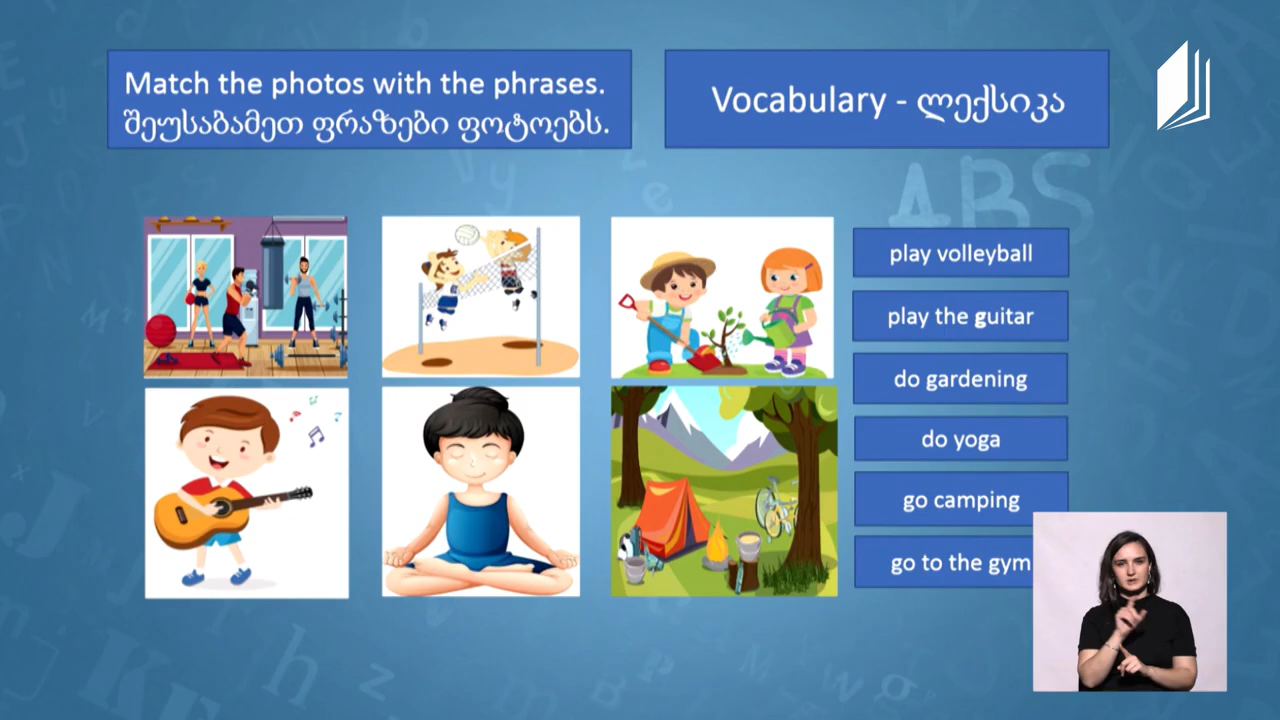 Match the photos with the phrases.
შეუსაბამეთ ფრაზები ფოტოებს.
Vocabulary - ლექსიკა
ABS
play volleyball
play the guitar
do gardening
do yoga
go camping
go to the gym